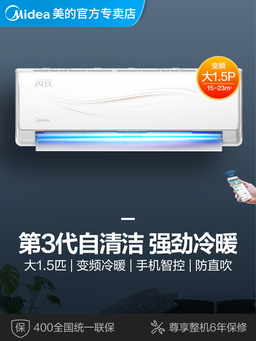 Midea 美的官方专卖店
风致
变频
大1.5P
15-23㎡
Midea
第3代自清洁 强劲冷暖
大1.5匹 | 变频冷暖 | 手机智控 | 防直吹
保 400全国统一联保
尊享整机6年保修